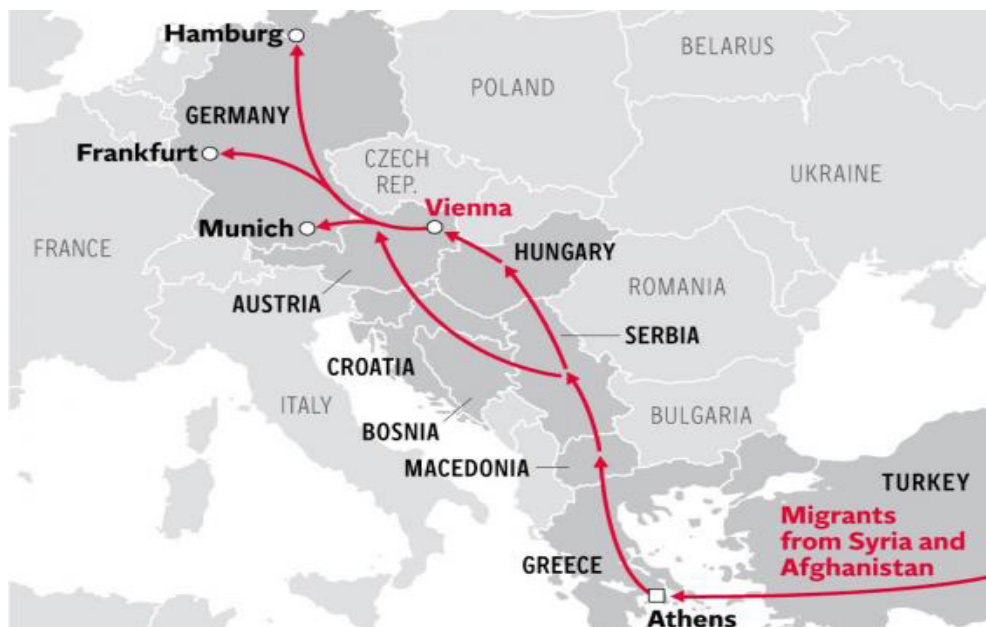 Hamburg
BELARUS
POLAND
GERMANY
Frankfurt
CZECH
REP.
UKRAINE
Vienna
Munich
FRANCE
HUNGARY
ROMANIA
AUSTRIA
SERBIA
CROATIA
ITALY
BULGARIA
BOSNIA
MACEDONIA
TURKEY
Migrants
from Syria and
Afghanistan
GREECE
Athens